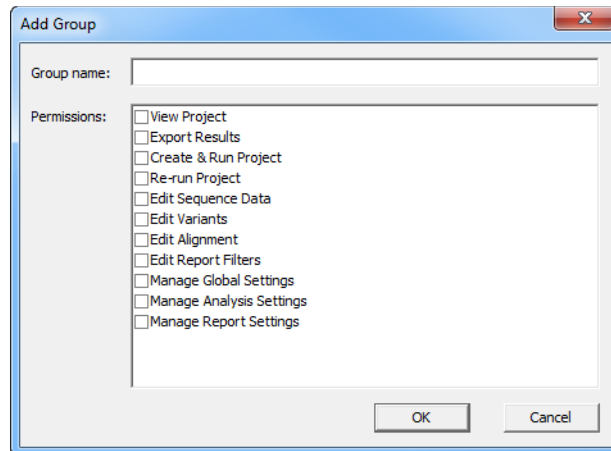 Add Group
Group name:
Permissions:
View Project
Export Results
Create & Run Project
Re-run Project
Edit Sequence Data
Edit Variants
Edit Alignment
Edit Report Filters
Manage Global Settings
Manage Analysis Settings
Manage Report Settings
OK Cancel